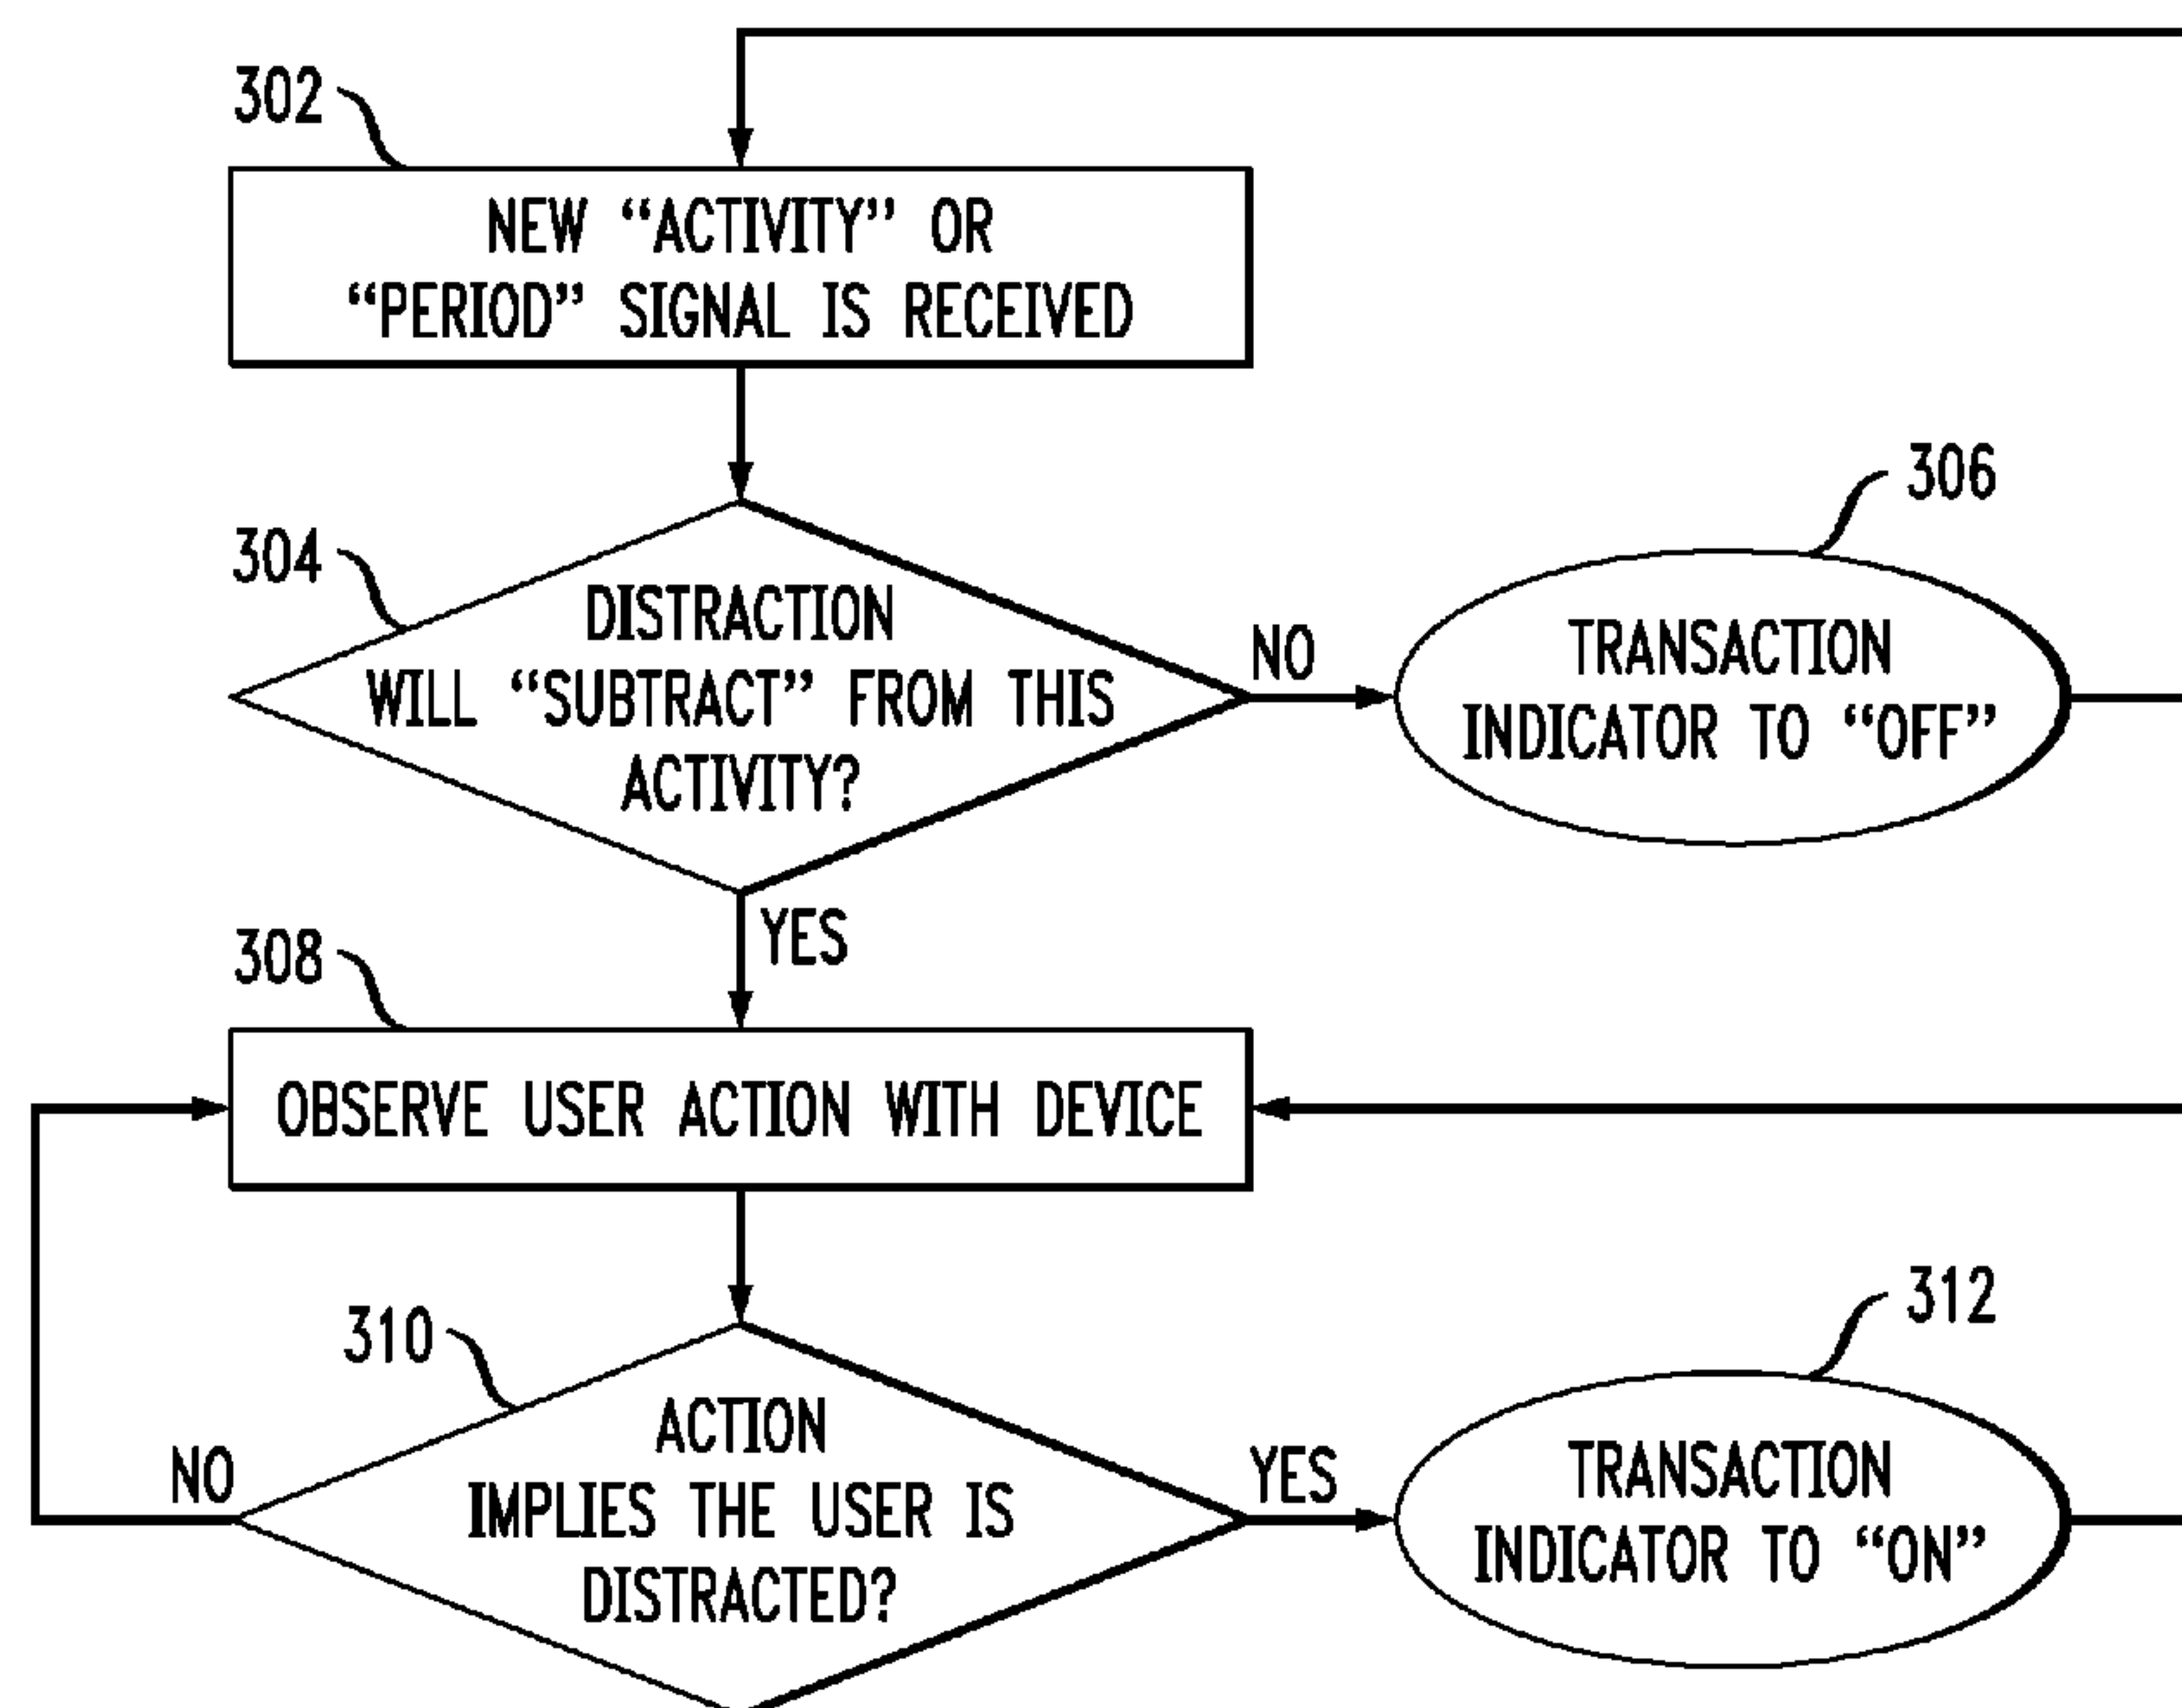 302
NEW “ACTIVITY” OR
“PERIOD” SIGNAL IS RECEIVED
304
DISTRACTION
WILL “SUBTRACT” FROM THIS
ACTIVITY?
NO
306
TRANSACTION
INDICATOR TO “OFF”
YES
308
OBSERVE USER ACTION WITH DEVICE
310
ACTION
IMPLIES THE USER IS
DISTRACTED?
NO
YES
312
TRANSACTION
INDICATOR TO “ON”